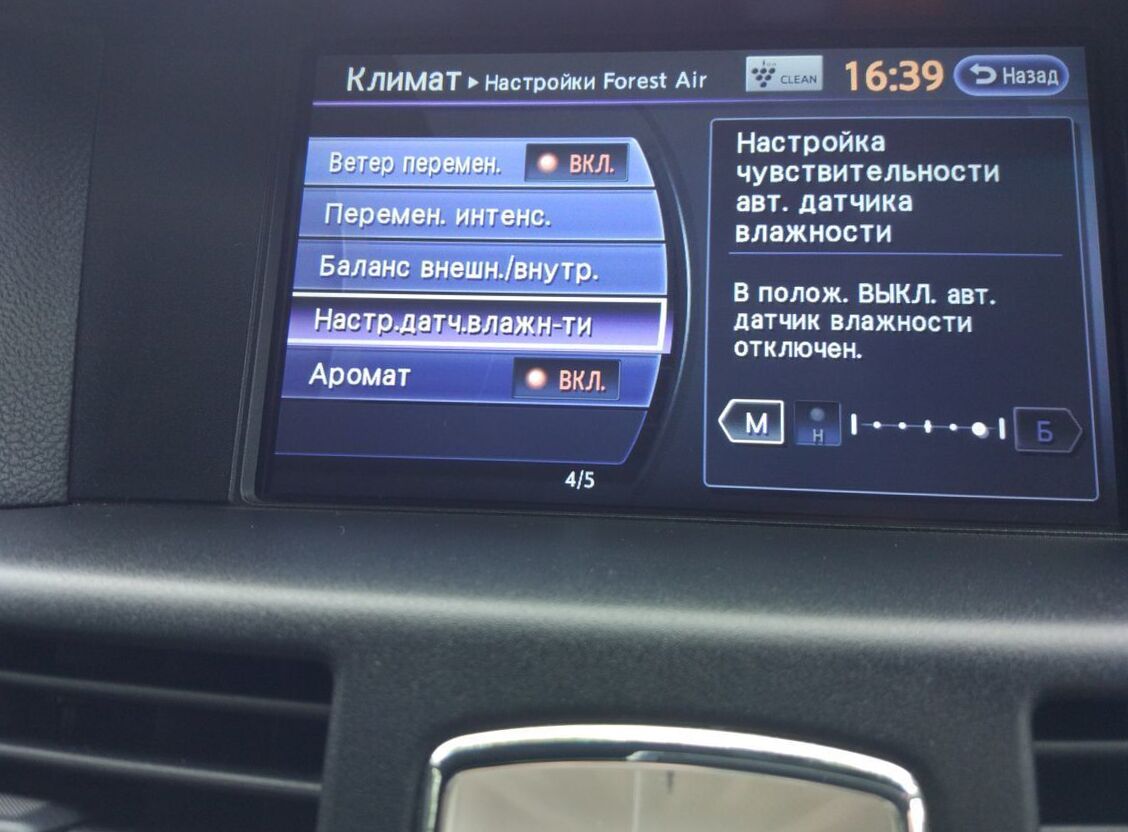 Климат ▸ Настройки Forest Air
ion CLEAN
16:39
Назад
Ветер перемен. ВКЛ.
Перемен. интенс.
Баланс внешн./внутр.
Настр.датч.влажн-ти
Аромат ВКЛ.
4/5
Настройка
чувствительности
авт. датчика
влажности
В полож. ВЫКЛ. авт.
датчик влажности
отключен.
М Н Б